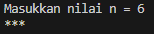 Masukkan nilai n = 6
***